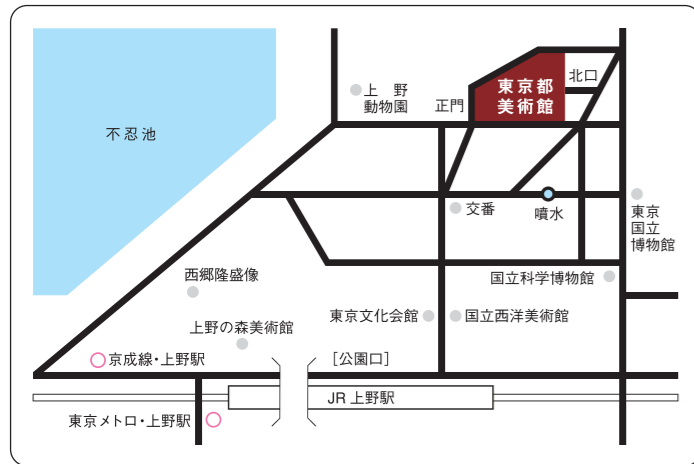 東京都
美術館
北口
上　野
動物園
正門
不忍池
交番
噴水
東京
国立
博物館
国立科学博物館
西郷隆盛像
東京文化会館
国立西洋美術館
上野の森美術館
京成線・上野駅
［公園口］
JR 上野駅
東京メトロ・上野駅